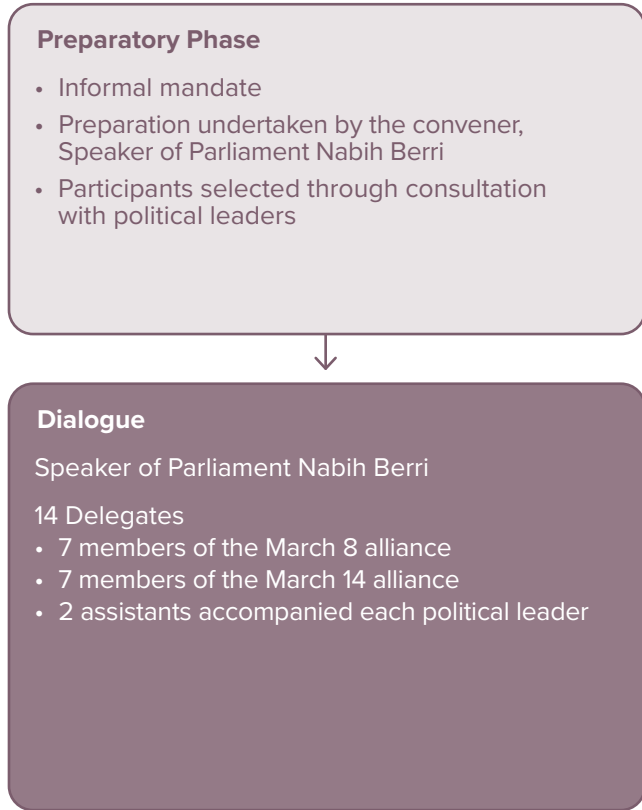 Preparatory Phase
• Informal mandate
• Preparation undertaken by the convener,
Speaker of Parliament Nabih Berri
• Participants selected through consultation
with political leaders
Dialogue
Speaker of Parliament Nabih Berri
14 Delegates
• 7 members of the March 8 alliance
• 7 members of the March 14 alliance
• 2 assistants accompanied each political leader